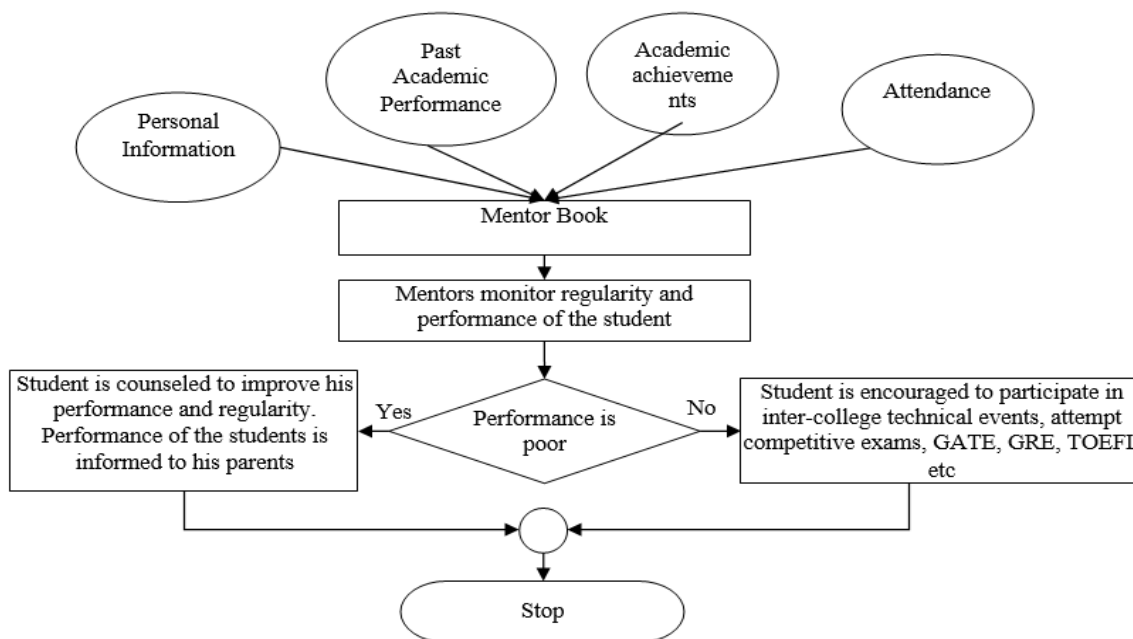 Past
Academic
Performance
Academic
achieveme
nts
Attendance
Personal
Information
Mentor Book
Mentors monitor regularity and
performance of the student
Student is counseled to improve his
performance and regularity.
Performance of the students is
informed to his parents
Yes
Performance is
poor
No
Student is encouraged to participate in
inter-college technical events, attempt
competitive exams, GATE, GRE, TOEFL
etc
Stop